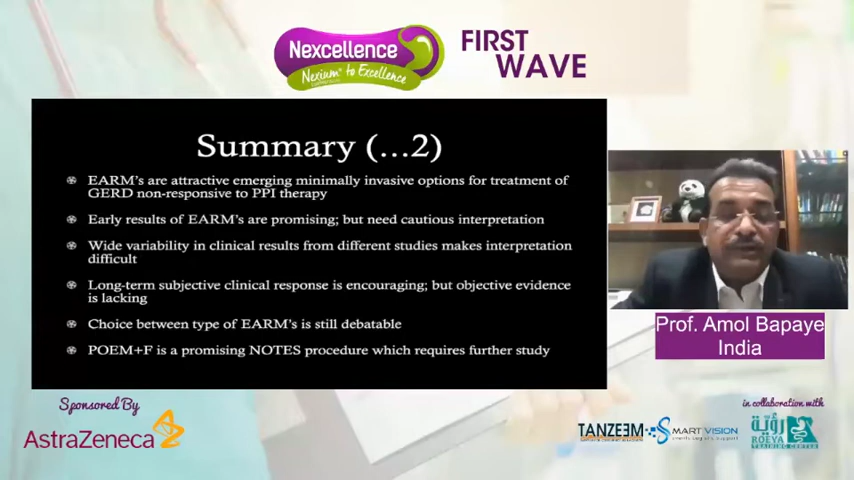 Nexcellence
Nexium to Excellence
FIRST
WAVE
Summary (...2)
EARM's are attractive emerging minimally invasive options for treatment of
GERD non-responsive to PPI therapy
Early results of EARM's are promising; but need cautious interpretation
Wide variability in clinical results from different studies makes interpretation
difficult
Long-term subjective clinical response is encouraging; but objective evidence
is lacking
Choice between type of EARM's is still debatable
POEM+F is a promising NOTES procedure which requires further study
Prof. Amol Bapaye
India
Sponsored By
AstraZeneca
in collaboration with
TANZEEM
SMART VISION
رؤية
ROEYA
TRAINING CENTER